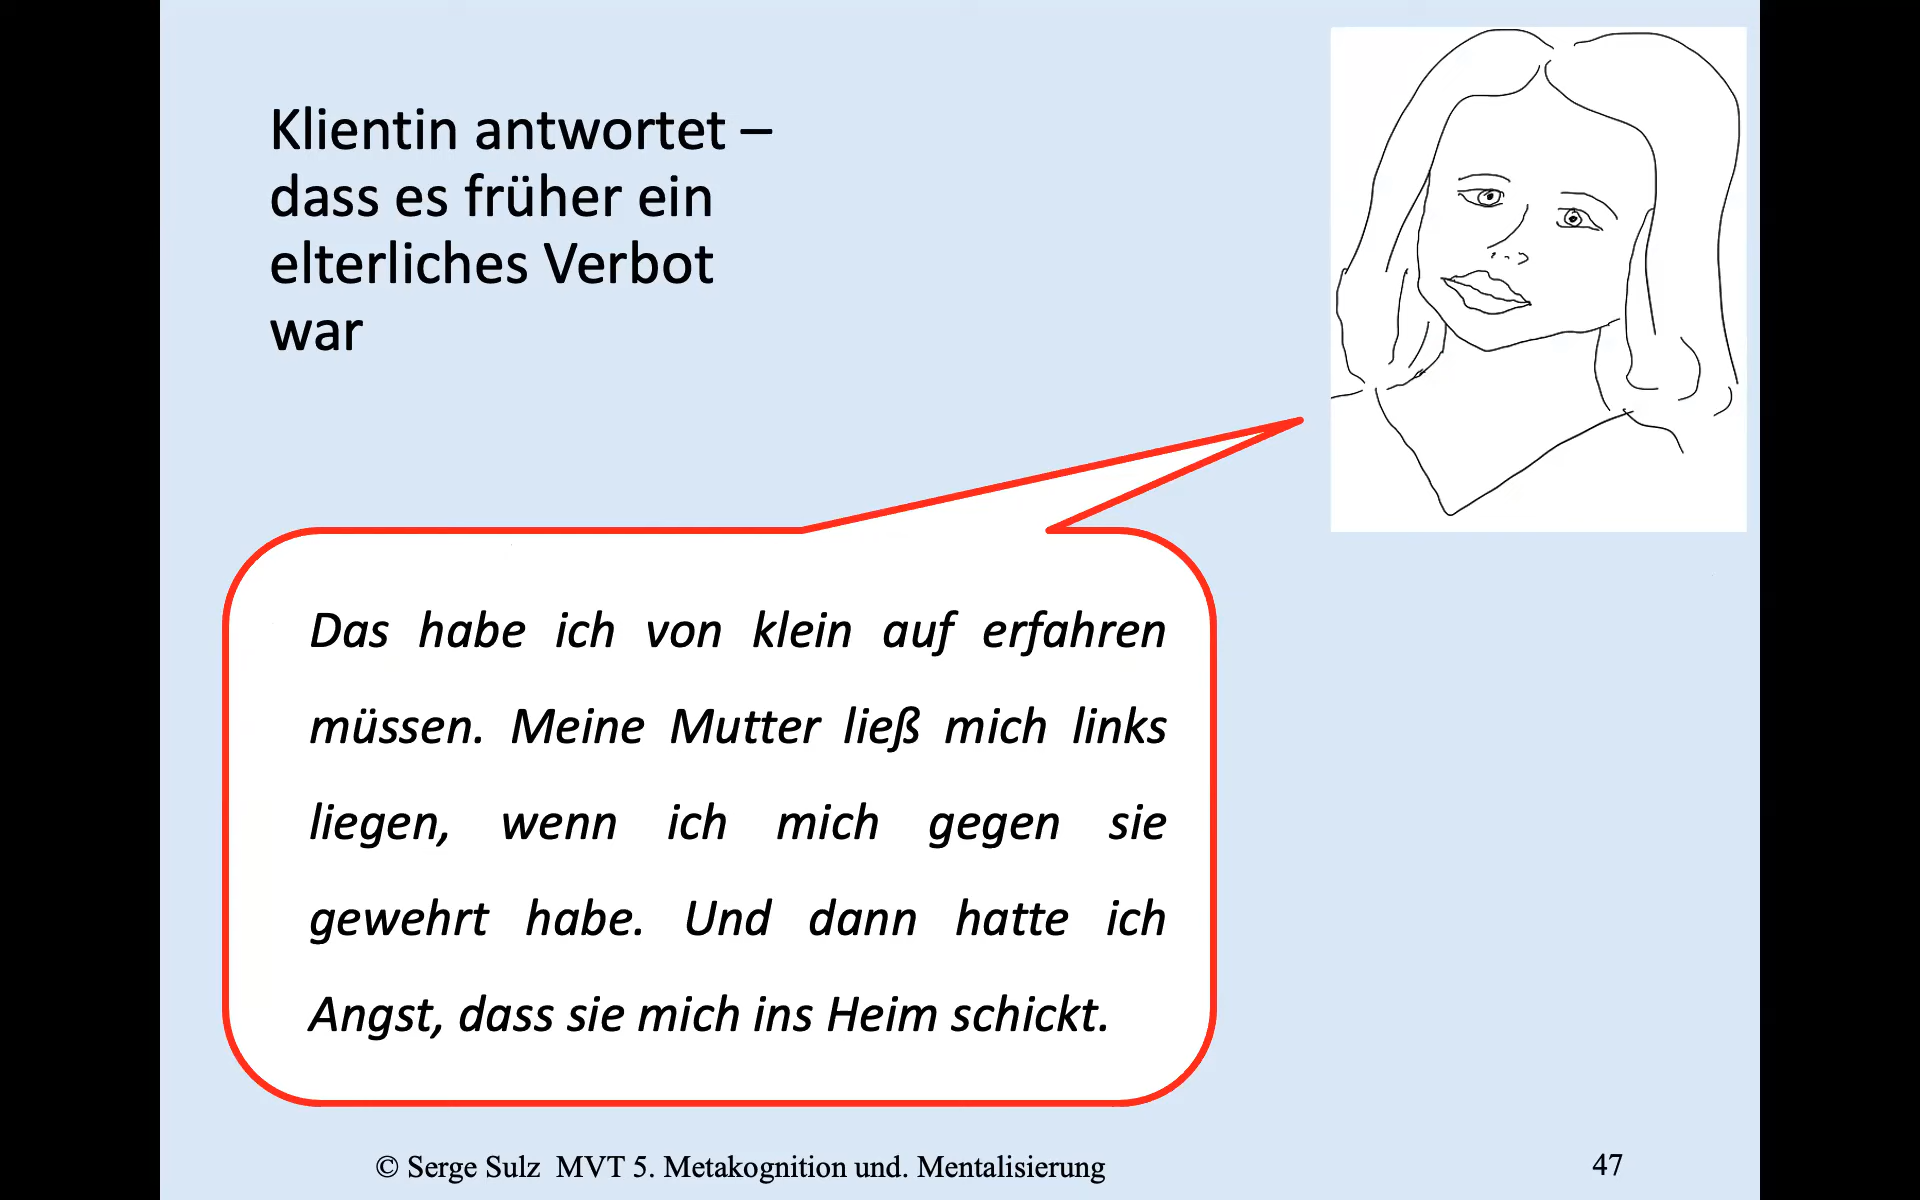 Klientin antwortet –
dass es früher ein
elterliches Verbot
war
Das habe ich von klein auf erfahren
müssen. Meine Mutter ließ mich links
liegen, wenn ich mich gegen sie
gewehrt habe. Und dann hatte ich
Angst, dass sie mich ins Heim schickt.
© Serge Sulz  MVT 5. Metakognition und. Mentalisierung
47